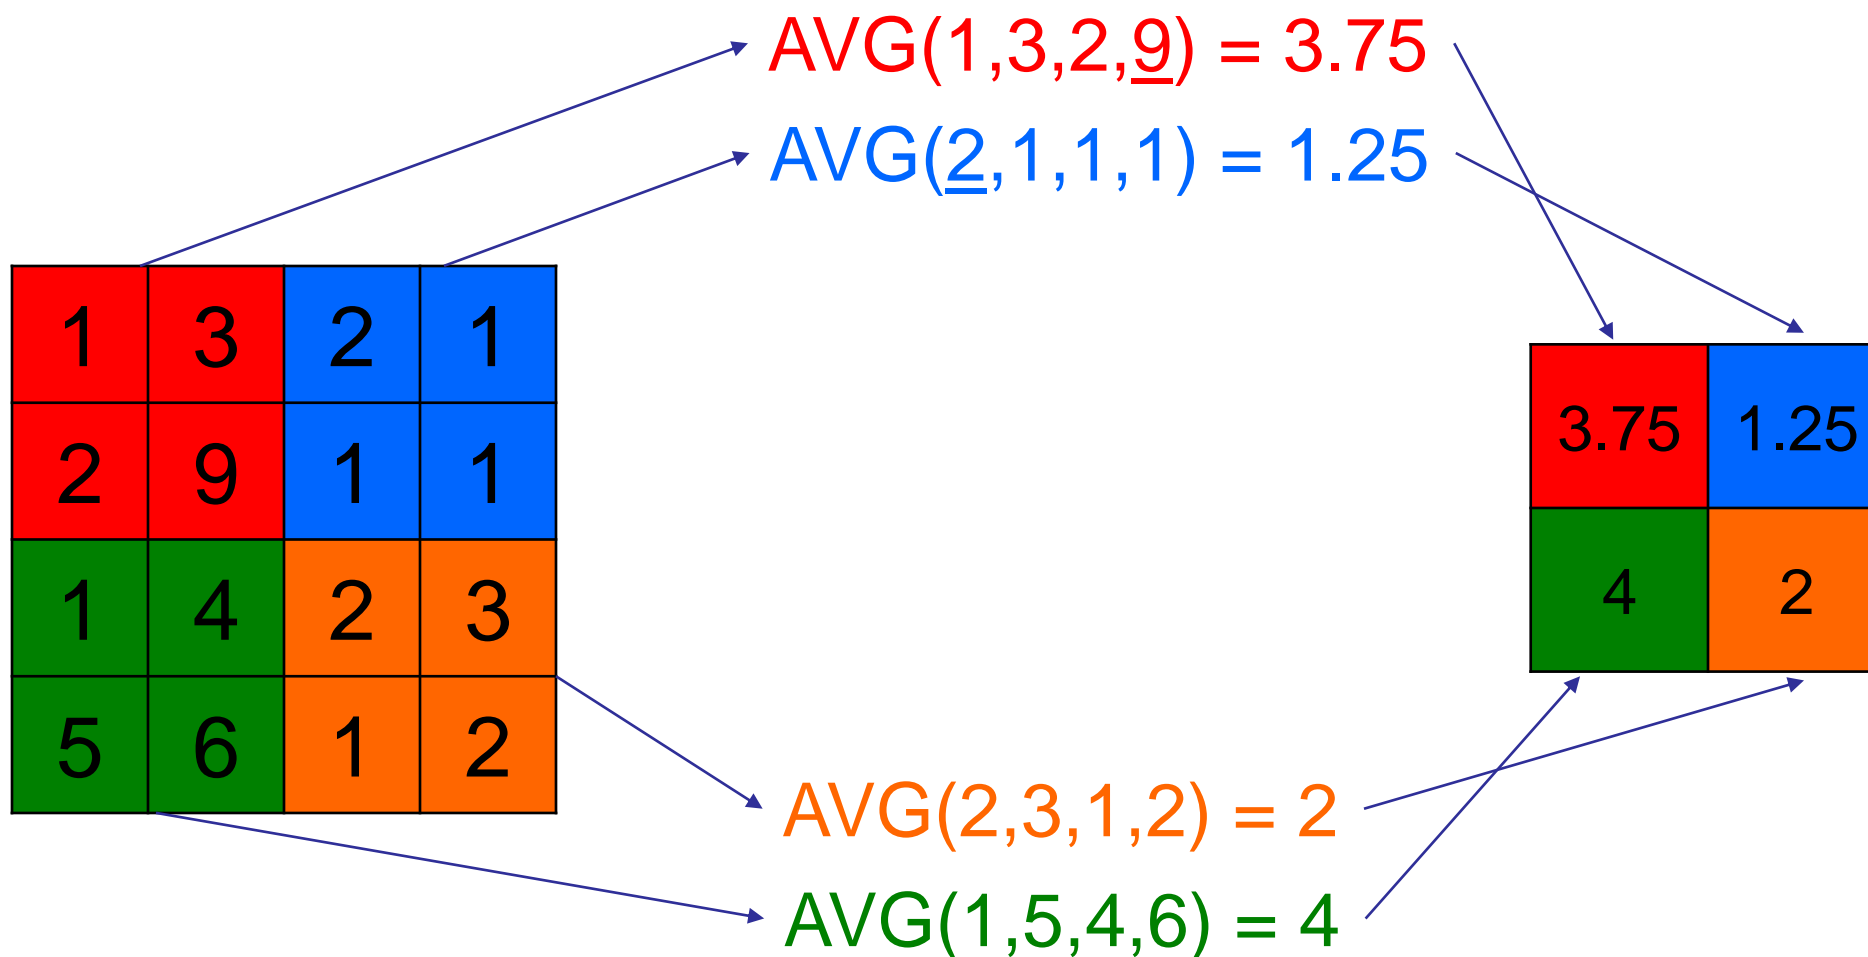 AVG(1,3,2,9) = 3.75
AVG(2,1,1,1) = 1.25
1 3 2 1
2 9 1 1
1 4 2 3
5 6 1 2
3.75 1.25
4 2
AVG(2,3,1,2) = 2
AVG(1,5,4,6) = 4